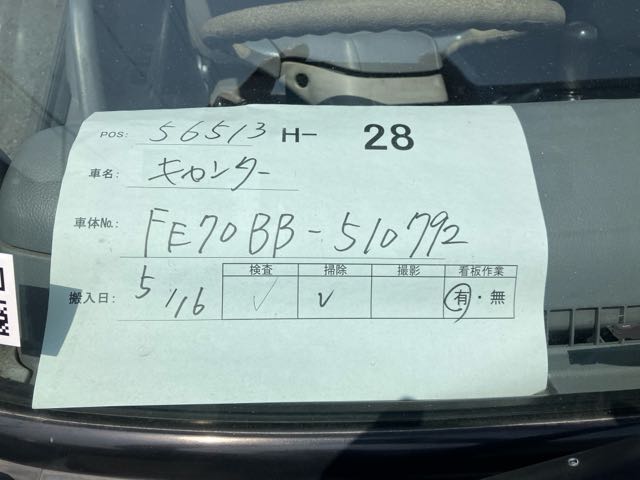 POS: 56513 H- 28
車名: キャンター
車体No.: FE70BB-510792
検査 掃除 撮影 看板作業
搬入日: 5/16 ✓ ✓ 有・無